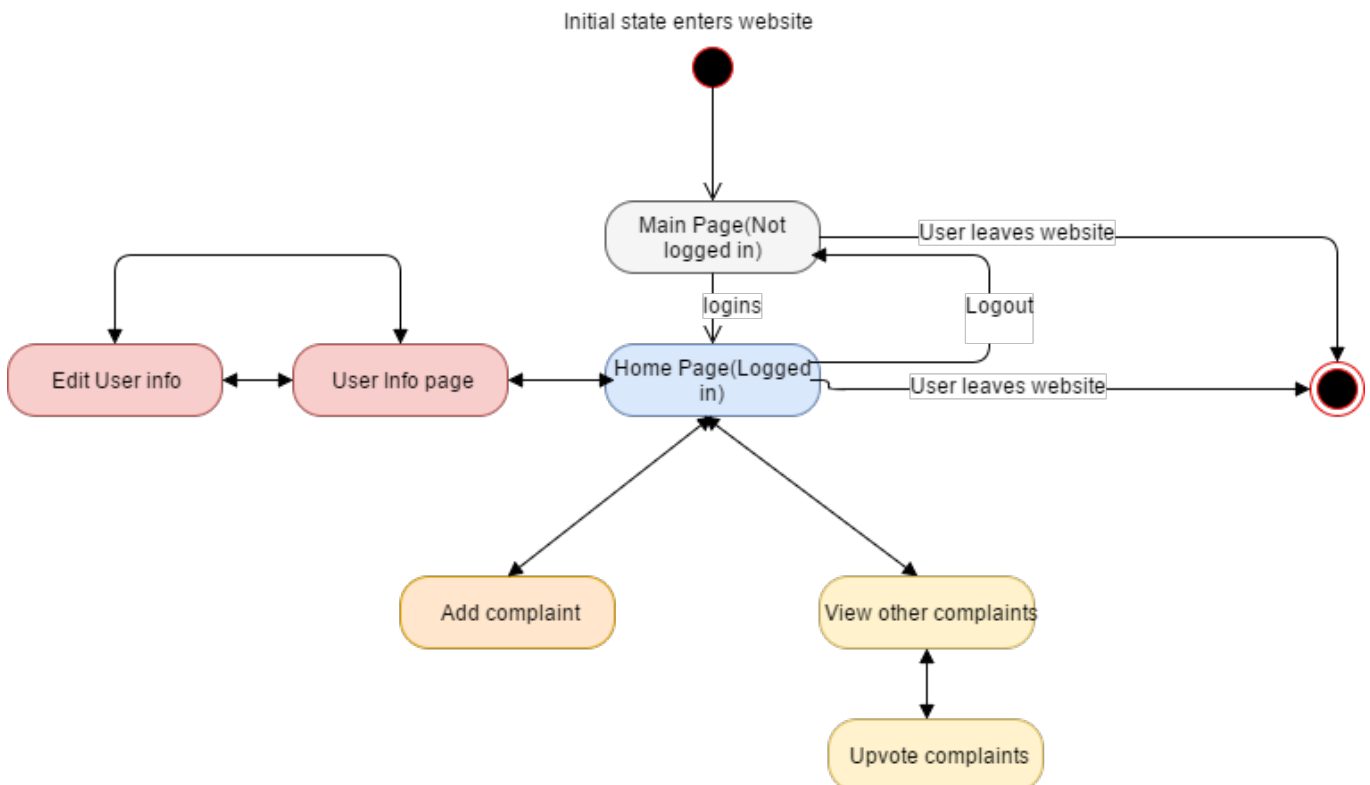 Initial state enters website
Main Page(Not
logged in)
User leaves website
logins
Logout
Edit User info
User Info page
Home Page(Logged
in)
User leaves website
Add complaint
View other complaints
Upvote complaints